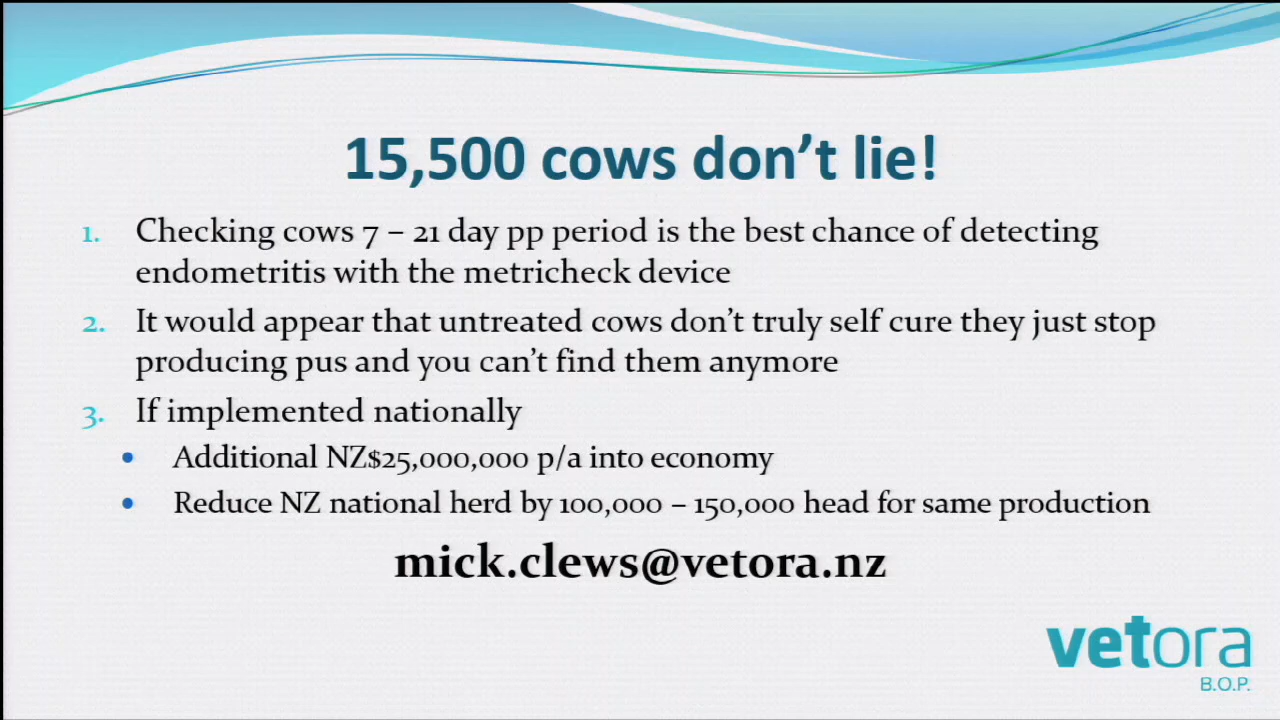 15,500 cows don’t lie!
1. Checking cows 7 – 21 day pp period is the best chance of detecting
endometritis with the metricheck device
2. It would appear that untreated cows don’t truly self cure they just stop
producing pus and you can’t find them anymore
3. If implemented nationally
• Additional NZ$25,000,000 p/a into economy
• Reduce NZ national herd by 100,000 – 150,000 head for same production
mick.clews@vetora.nz
vetora
B.O.P.